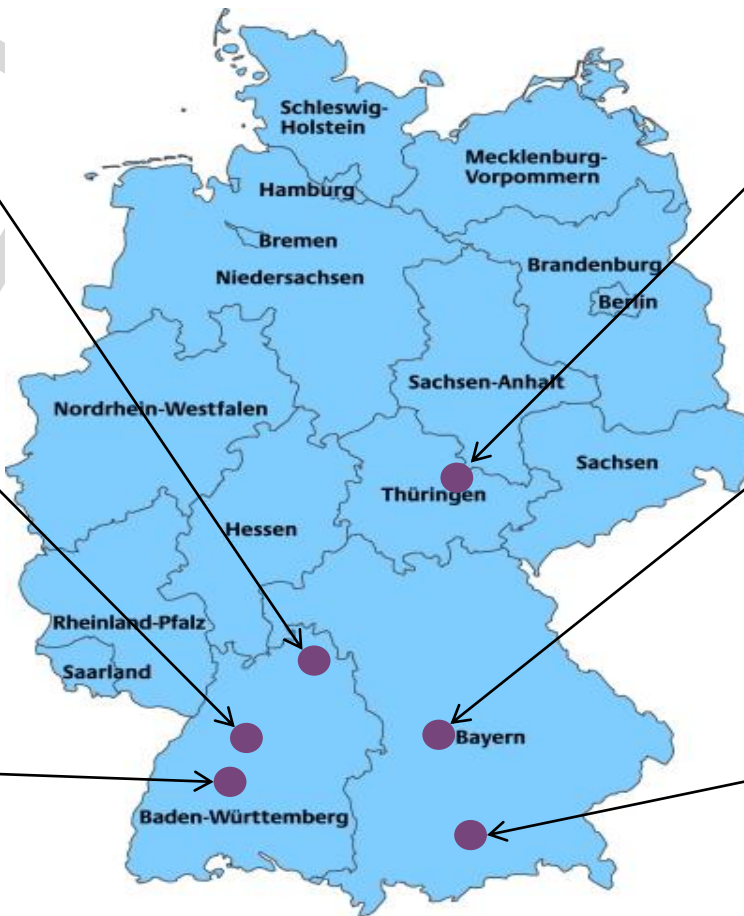 Schleswig-
Holstein
Mecklenburg-
Vorpommern
Hamburg
Bremen
Niedersachsen
Brandenburg
Berlin
Sachsen-Anhalt
Nordrhein-Westfalen
Sachsen
Thüringen
Hessen
Rheinland-Pfalz
Saarland
Bayern
Baden-Württemberg